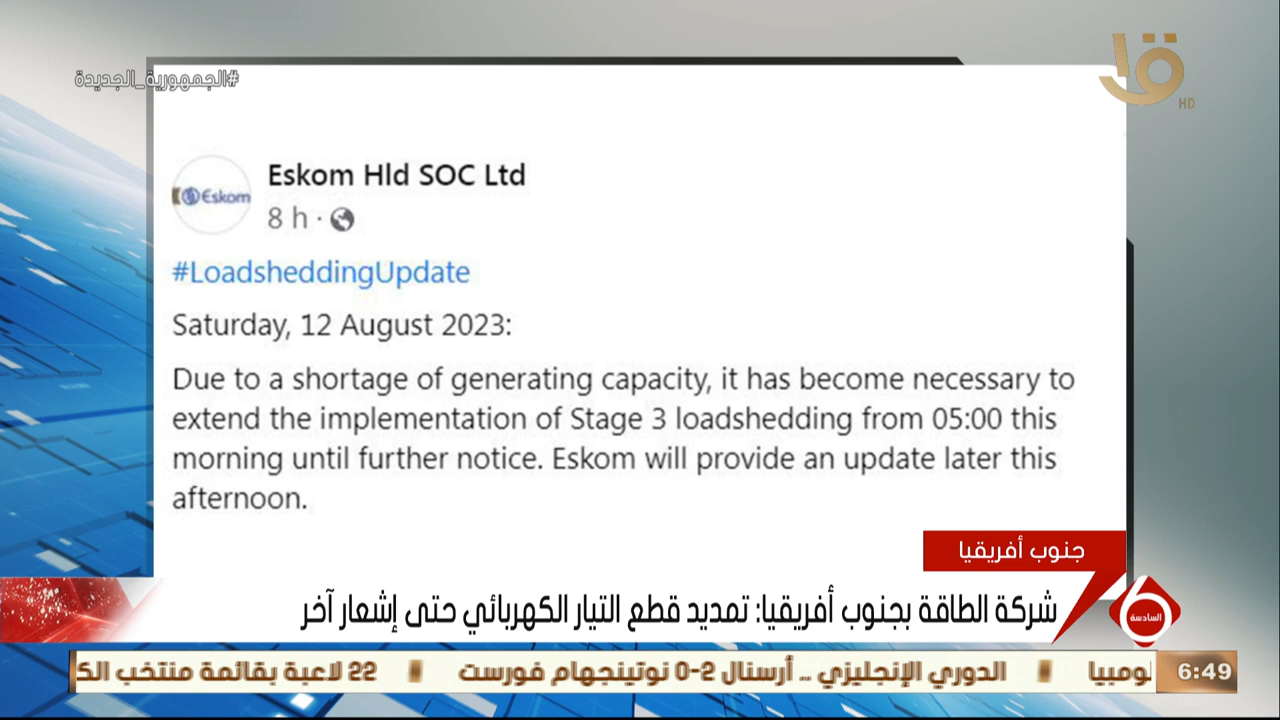 #الجمهورية_الجديدة
HD
Eskom
Eskom Hld SOC Ltd
8 h ·
#LoadsheddingUpdate
Saturday, 12 August 2023:
Due to a shortage of generating capacity, it has become necessary to
extend the implementation of Stage 3 loadshedding from 05:00 this
morning until further notice. Eskom will provide an update later this
afternoon.
جنوب أفريقيا
شركة الطاقة بجنوب أفريقيا: تمديد قطع التيار الكهربائي حتى إشعار آخر
السادسة
لومبيا
الدوري الإنجليزي .. أرسنال 2-0 نوتينجهام فورست
22 لاعبة بقائمة منتخب الك
6:49